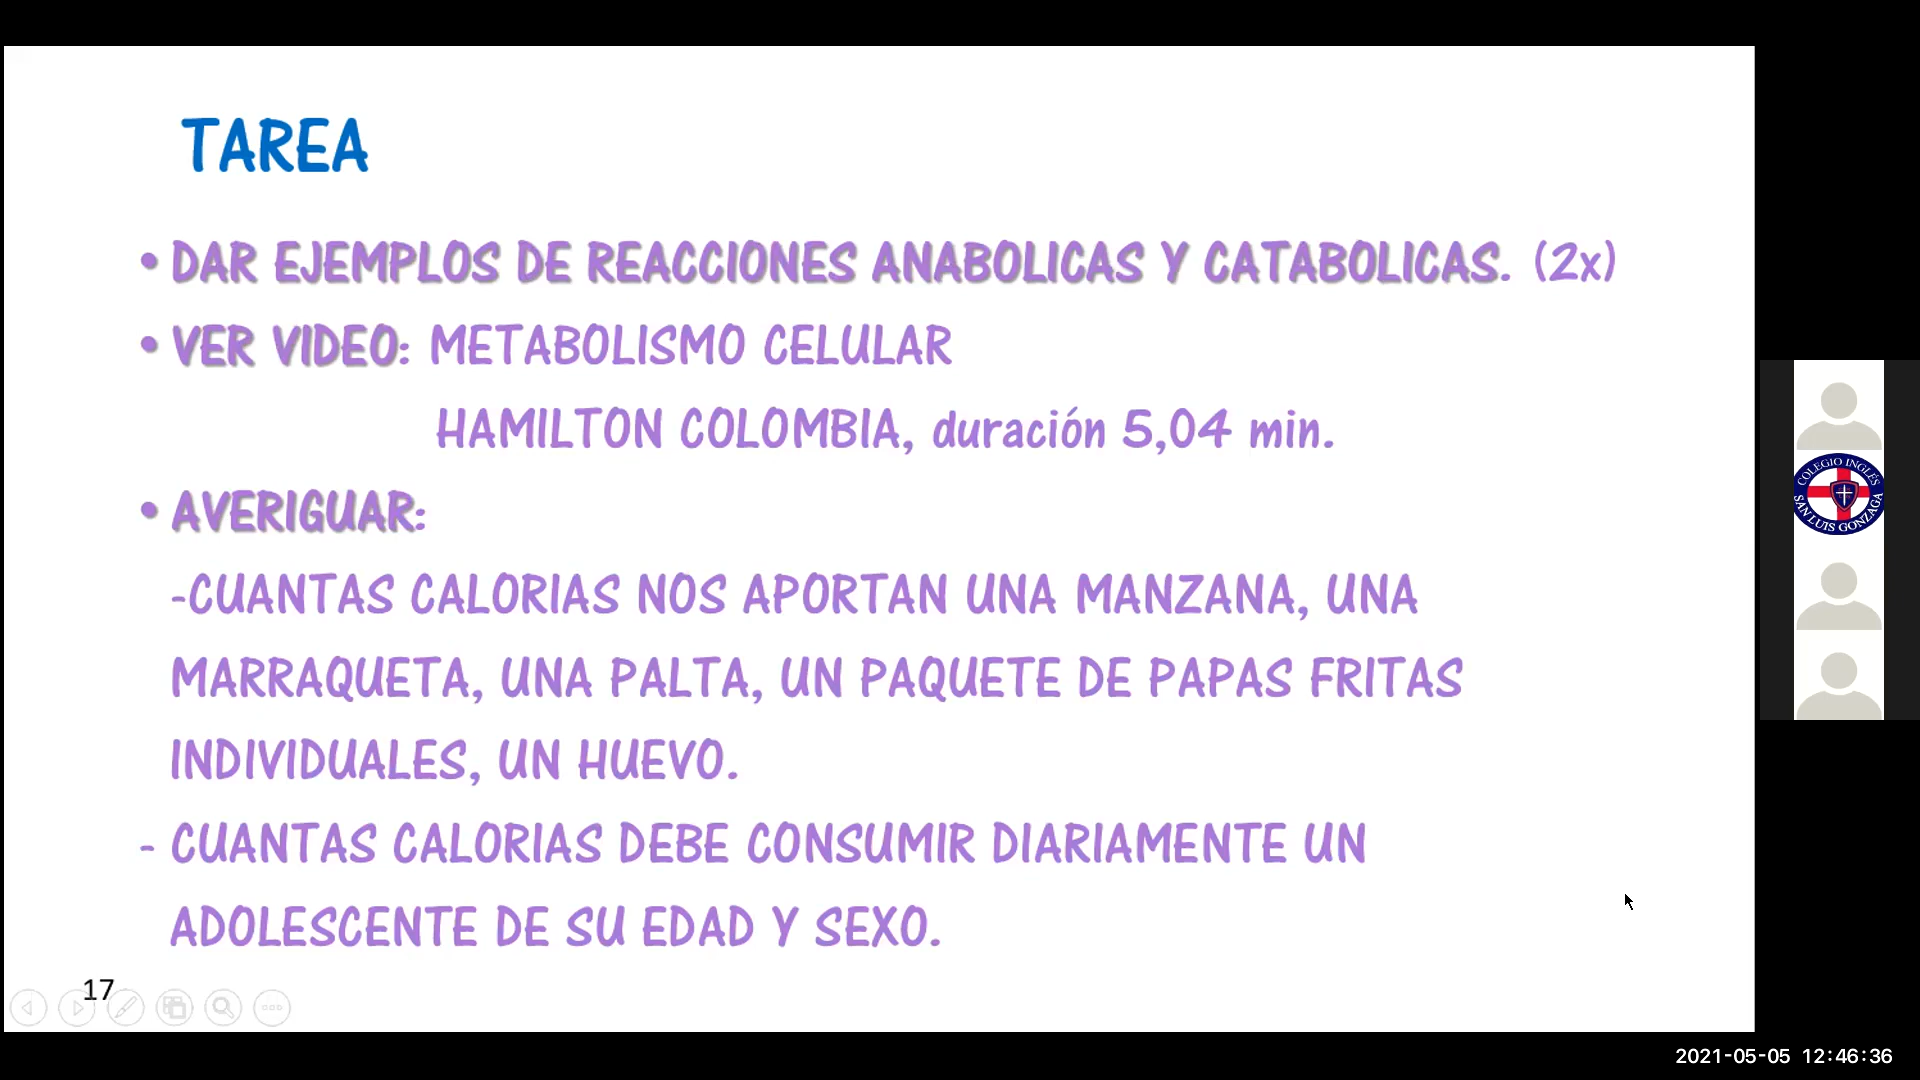 TAREA
• DAR EJEMPLOS DE REACCIONES ANABOLICAS Y CATABOLICAS. (2x)
• VER VIDEO: METABOLISMO CELULAR
HAMILTON COLOMBIA, duración 5,04 min.
• AVERIGUAR:
-CUANTAS CALORIAS NOS APORTAN UNA MANZANA, UNA
MARRAQUETA, UNA PALTA, UN PAQUETE DE PAPAS FRITAS
INDIVIDUALES, UN HUEVO.
- CUANTAS CALORIAS DEBE CONSUMIR DIARIAMENTE UN
ADOLESCENTE DE SU EDAD Y SEXO.
17
COLEGIO INGLÉS
SAN LUIS GONZAGA
2021-05-05 12:46:36